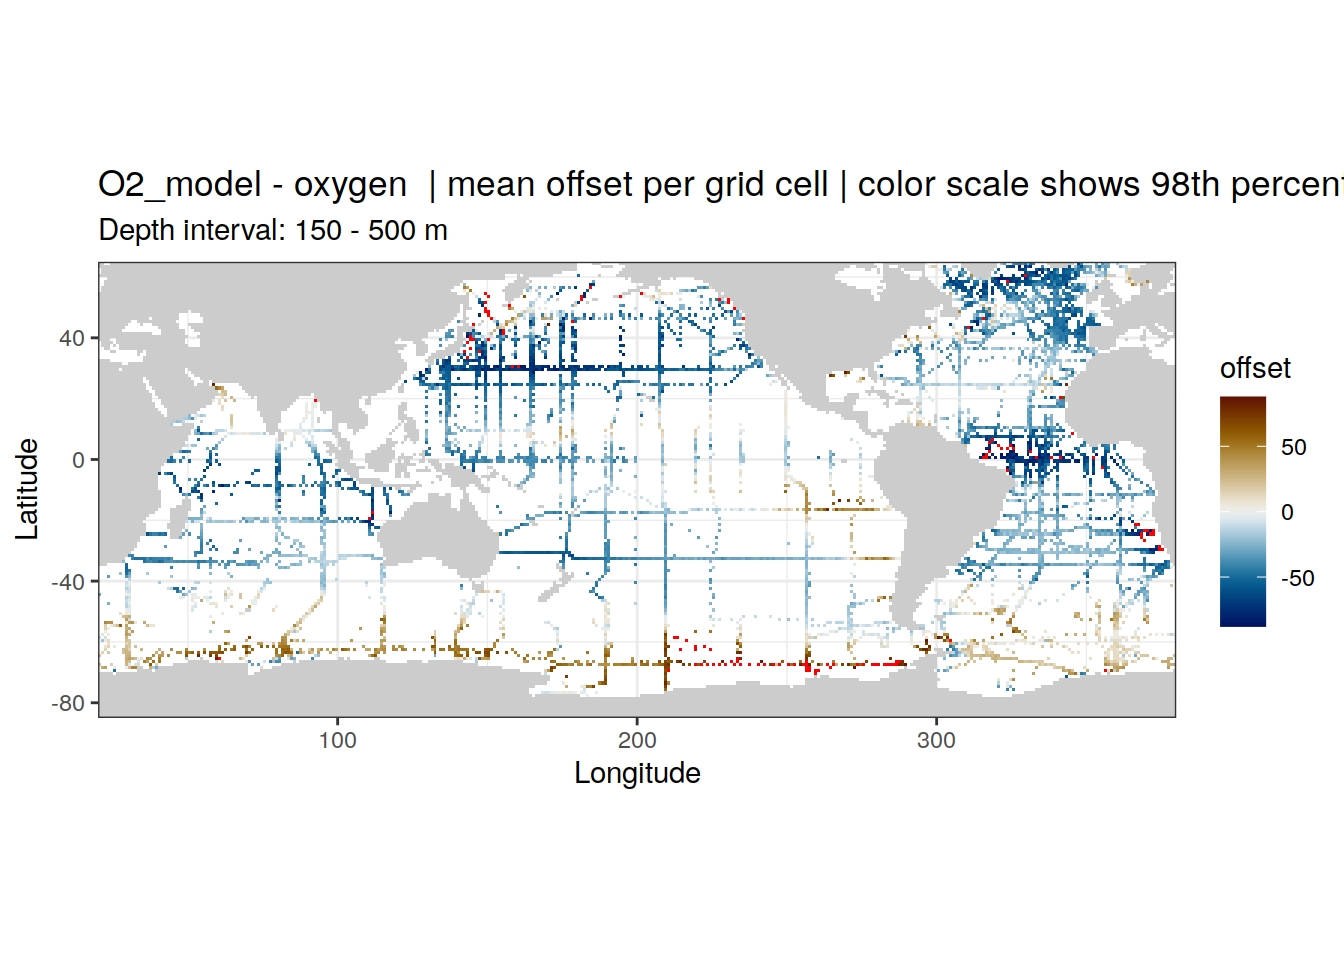 O2_model - oxygen  | mean offset per grid cell | color scale shows 98th percent
Depth interval: 150 - 500 m
offset
50
0
-50
40
0
-40
-80
Latitude
100
200
300
Longitude